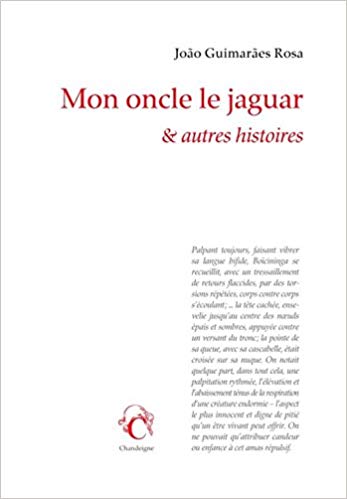 João Guimarães Rosa
Mon oncle le jaguar
& autres histoires
Palpant toujours, faisant vibrer
sa langue bifide, Boicininga se
recueillit, avec un tressaillement
de retours flaccides, par des tor-
sions répétées, corps contre corps
s'écoulant; ... la tête cachée, ense-
velie jusqu'au centre des nœuds
épais et sombres, appuyée contre
un versant du tronc; la pointe de
sa queue, avec sa cascabelle, était
croisée sur sa nuque. On notait
quelque part, dans tout cela, une
palpitation rythmée, l'élévation et
l'abaissement ténus de la respiration
d'une créature endormie – l'aspect
le plus innocent et digne de pitié
qu'un être vivant peut offrir. On
ne pouvait qu'attribuer candeur
ou enfance à cet amas répulsif.
Chandeigne